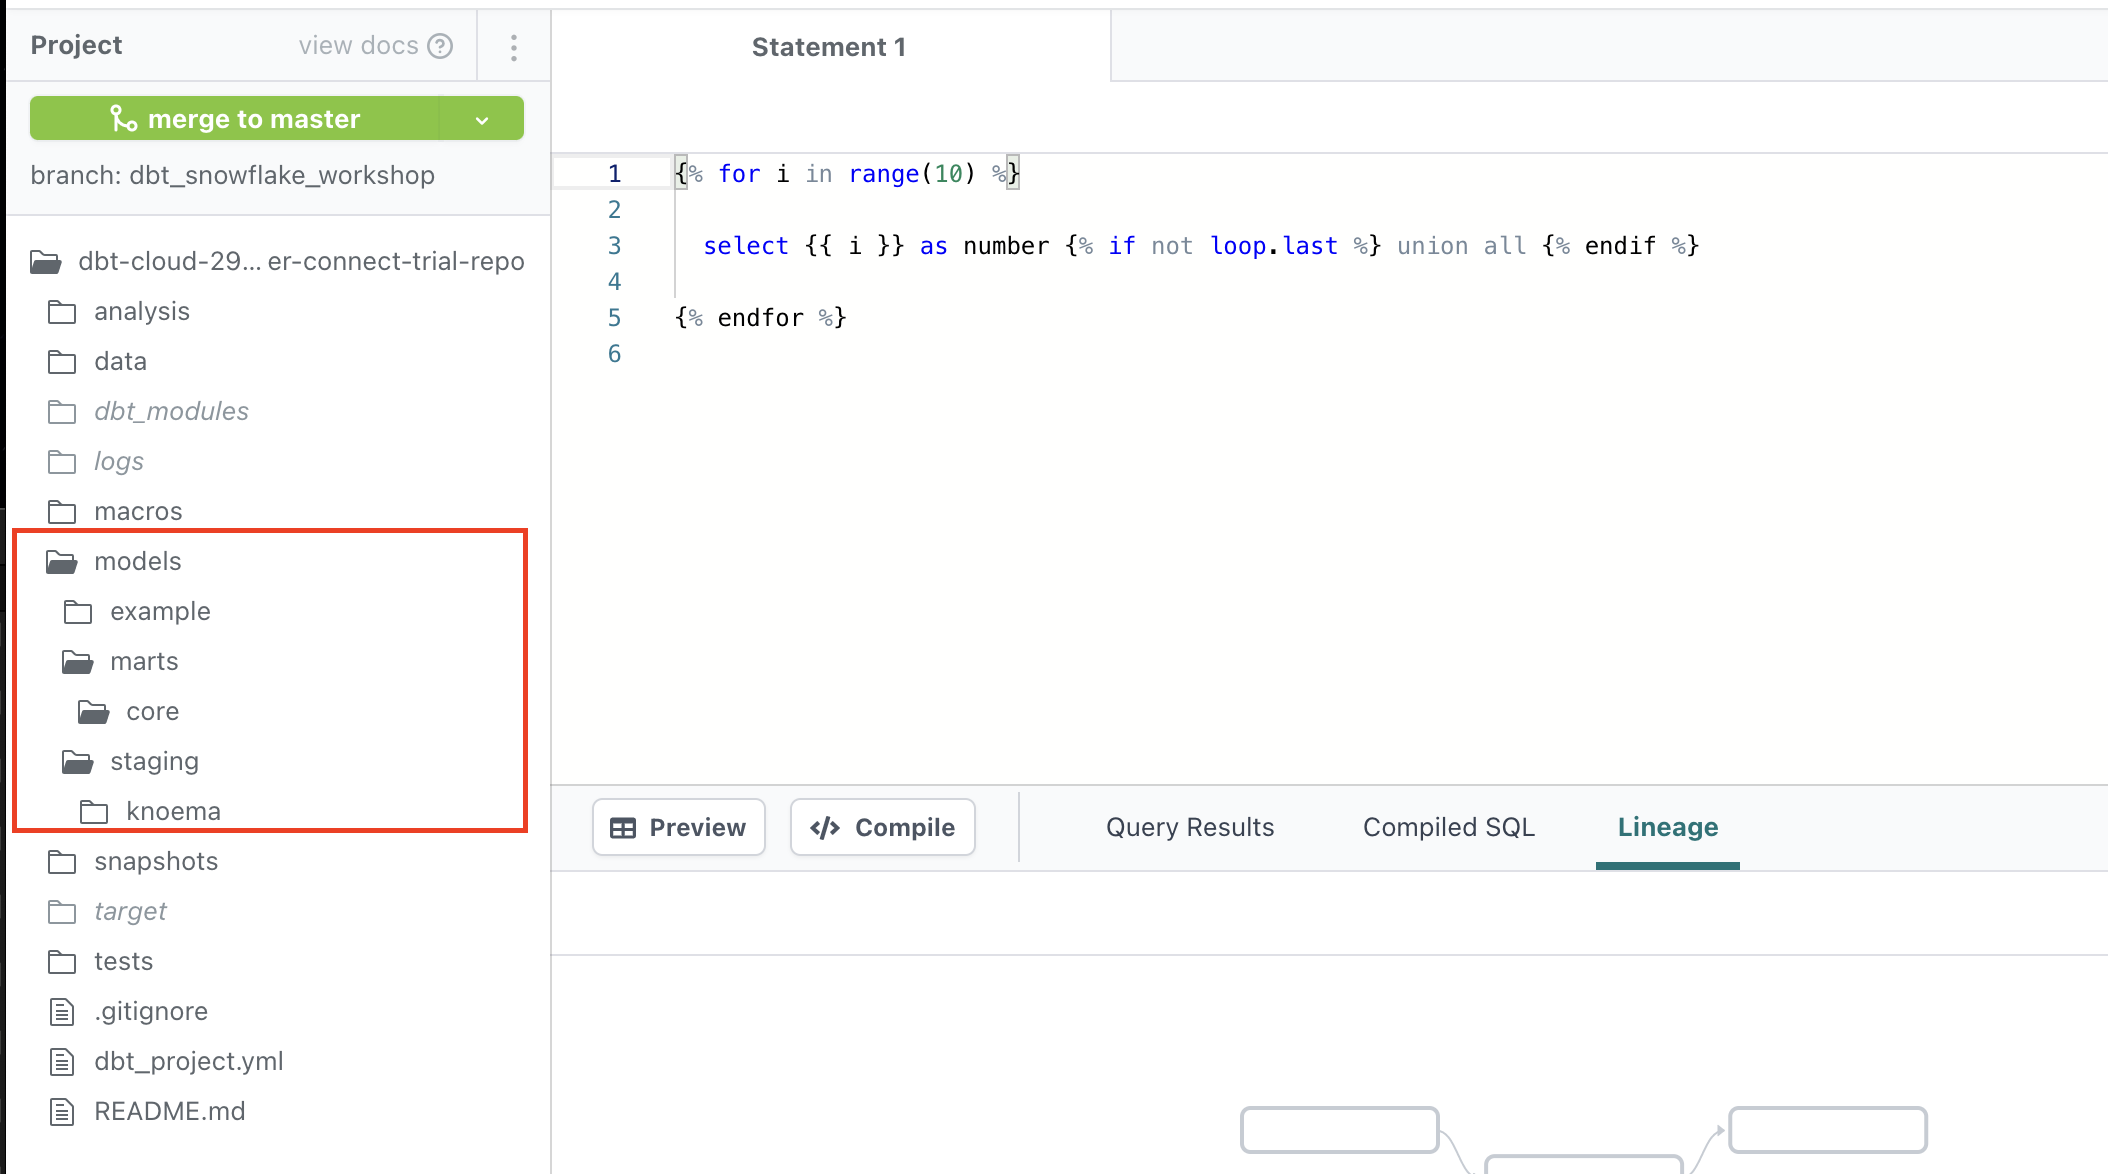 Project view docs ?
merge to master
branch: dbt_snowflake_workshop
dbt-cloud-29... er-connect-trial-repo
analysis
data
dbt_modules
logs
macros
models
example
marts
core
staging
knoema
snapshots
target
tests
.gitignore
dbt_project.yml
README.md
Statement 1
1 {% for i in range(10) %}
2
3 select {{ i }} as number {% if not loop.last %} union all {% endif %}
4
5 {% endfor %}
6
Preview </> Compile Query Results Compiled SQL Lineage